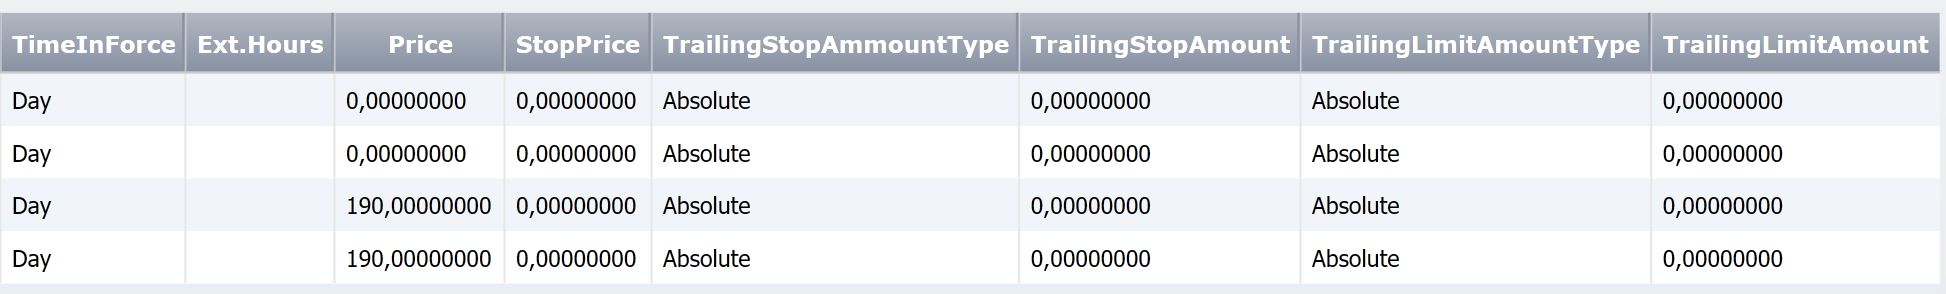 TimeInForce Ext.Hours Price StopPrice TrailingStopAmmountType TrailingStopAmount TrailingLimitAmountType TrailingLimitAmount
Day 0,00000000 0,00000000 Absolute 0,00000000 Absolute 0,00000000
Day 0,00000000 0,00000000 Absolute 0,00000000 Absolute 0,00000000
Day 190,00000000 0,00000000 Absolute 0,00000000 Absolute 0,00000000
Day 190,00000000 0,00000000 Absolute 0,00000000 Absolute 0,00000000